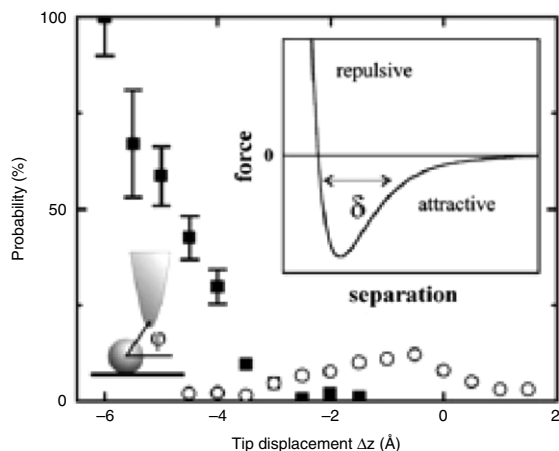 100
50
0
Probability (%)
−6
−4
−2
0
2
Tip displacement Δz (Å)
repulsive
0
force
δ
attractive
separation
φ